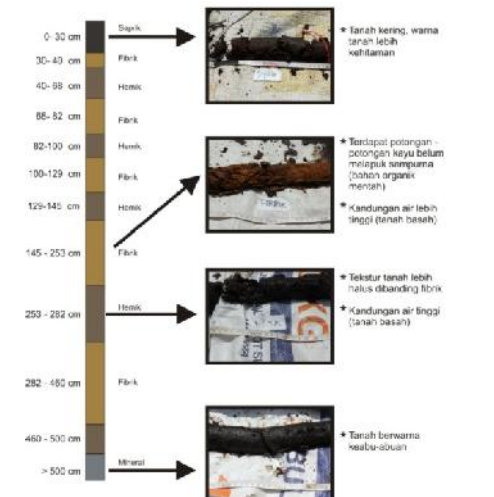 0- 30 cm
Saprik
30- 40 cm
Fibrik
40- 68 cm
Hemik
68- 82 cm
Fibrik
82-100 cm
Hemik
100-129 cm
Fibrik
129-145 cm
Hemik
145 - 253 cm
Fibrik
253 - 282 cm
Hemik
282 - 460 cm
Fibrik
460 - 500 cm
> 500 cm
Mineral
* Tanah kering, warna
tanah lebih
kehitaman
* Terdapat potongan -
potongan kayu belum
melapuk sempurna
(bahan organik
mentah)
* Kandungan air lebih
tinggi (tanah basah)
* Tekstur tanah lebih
halus dibanding fibrik
* Kandungan air tinggi
(tanah basah)
* Tanah berwarna
keabu-abuan